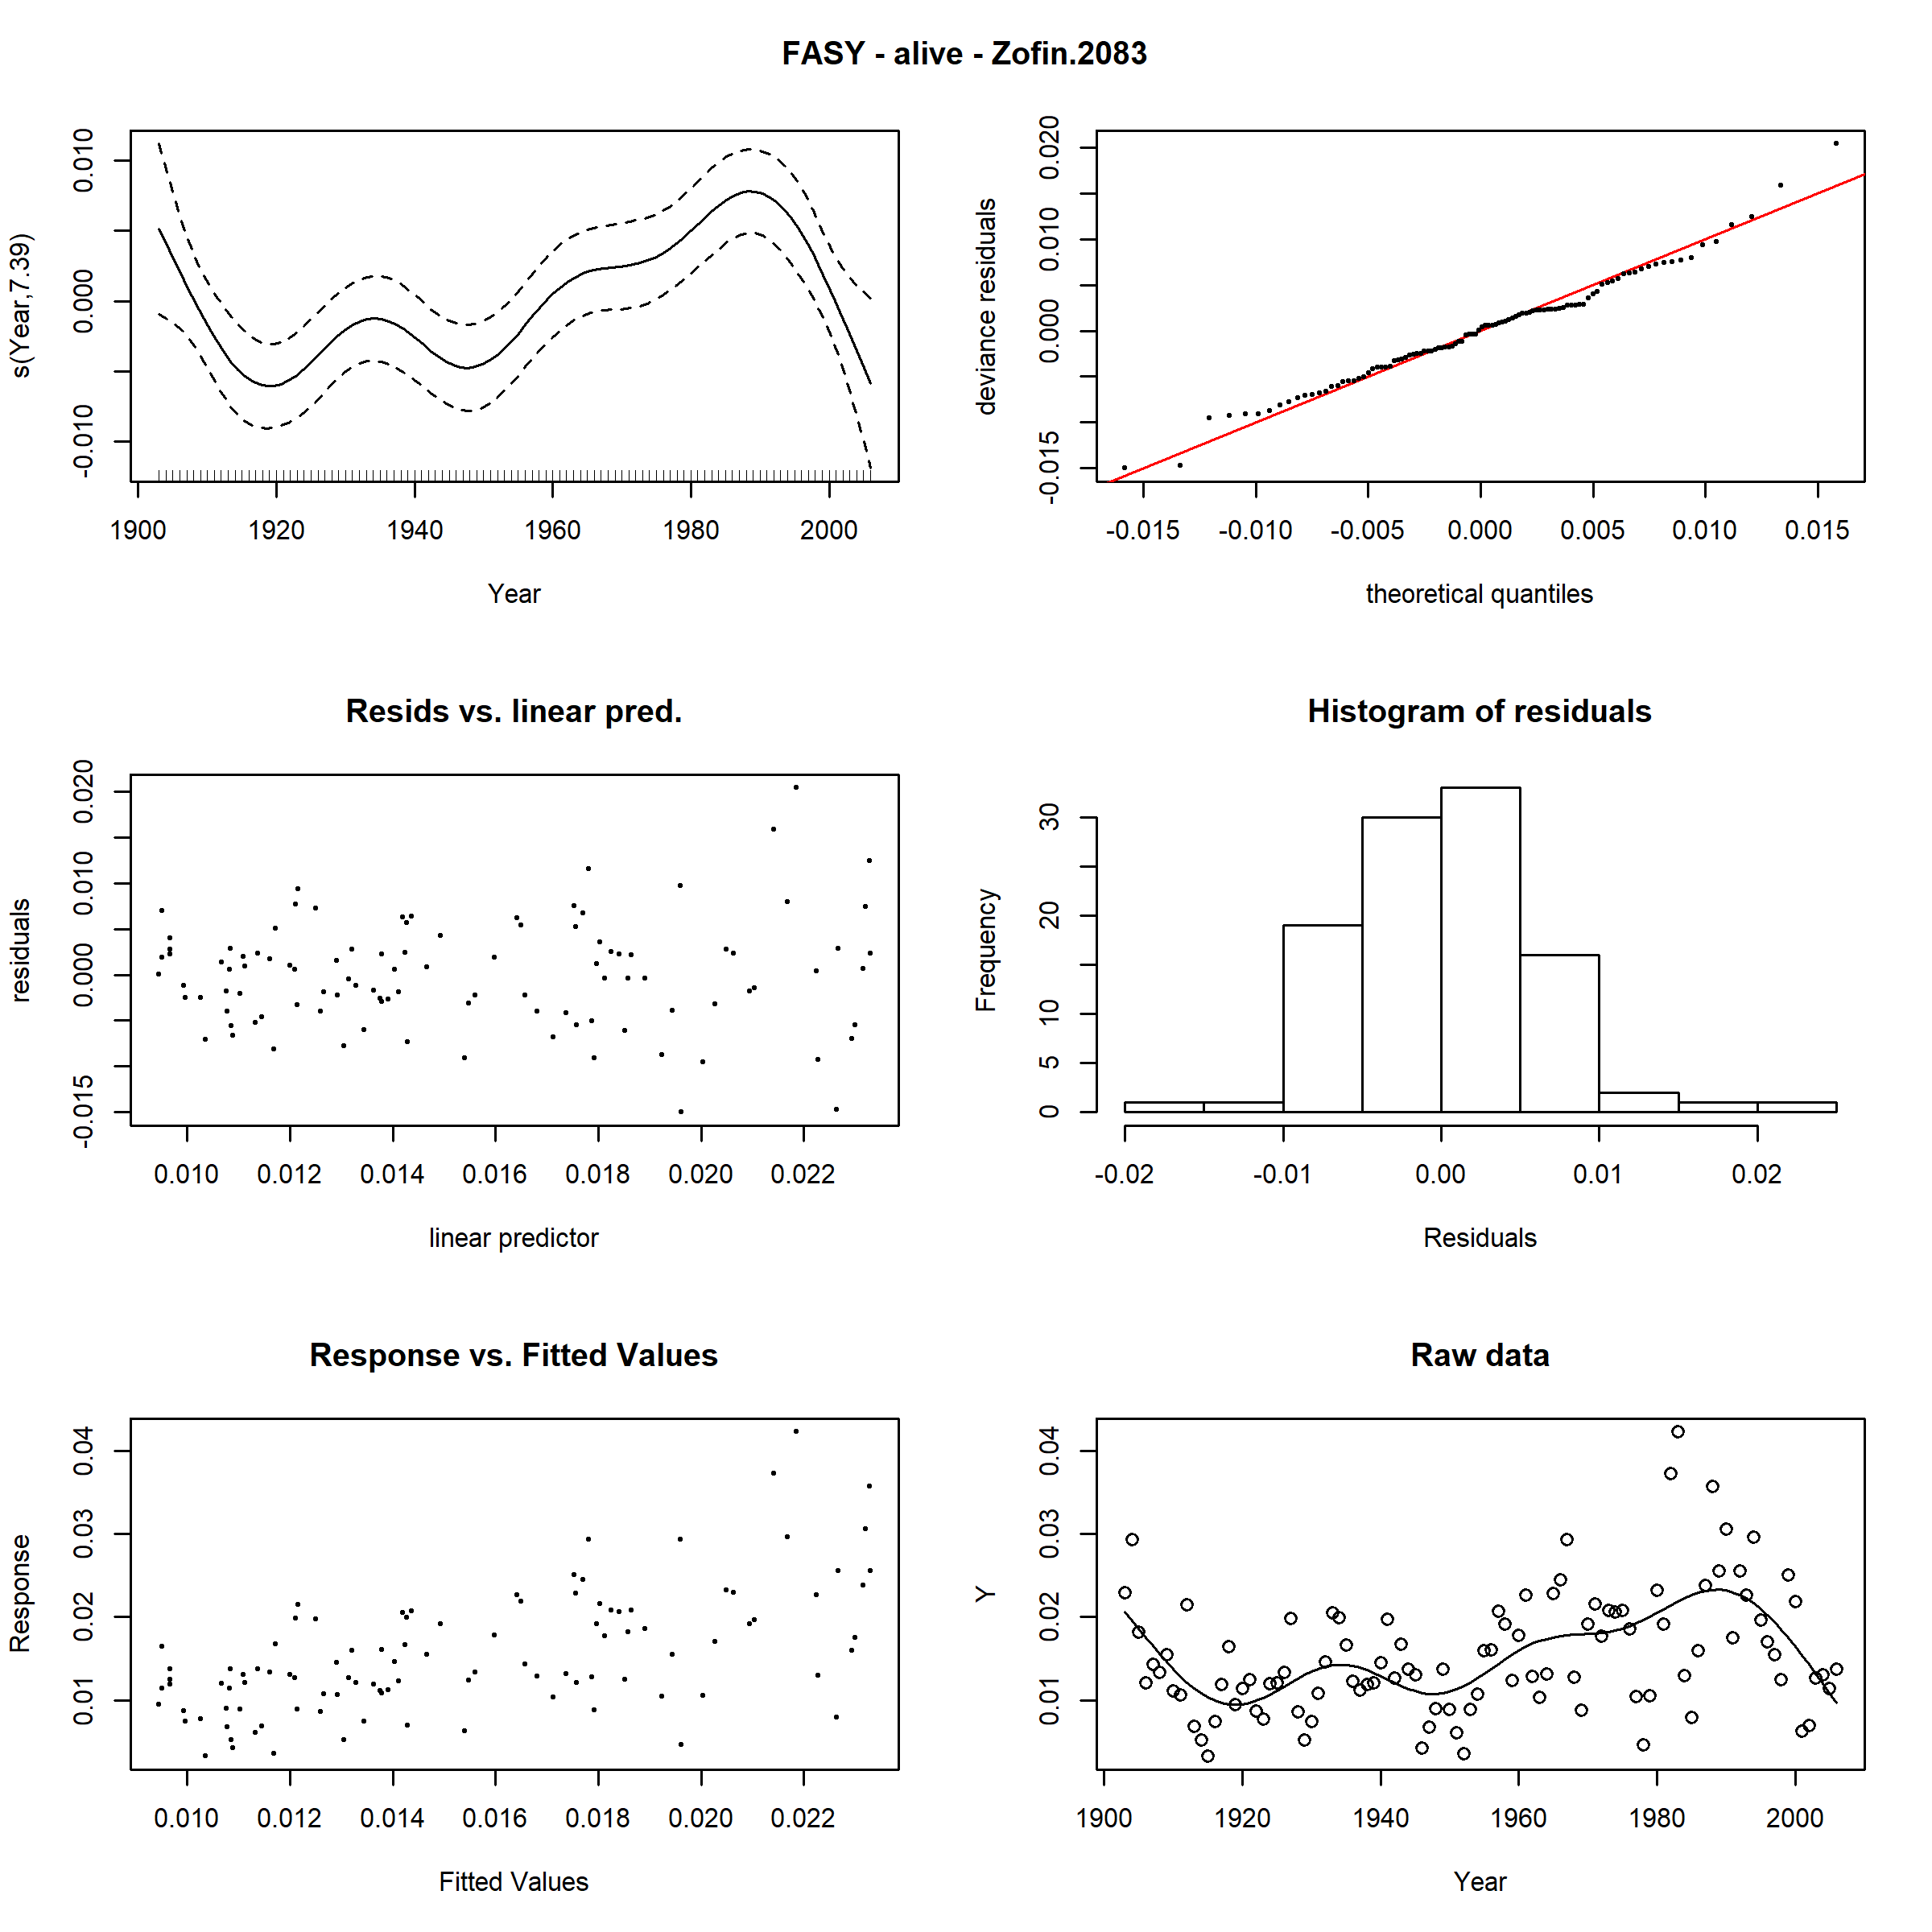 FASY - alive - Zofin.2083
s(Year,7.39)
-0.010 0.000 0.010
1900 1920 1940 1960 1980 2000
Year
deviance residuals
-0.015 0.000 0.010 0.020
-0.015 -0.010 -0.005 0.000 0.005 0.010 0.015
theoretical quantiles
Resids vs. linear pred.
residuals
-0.015 0.000 0.010 0.020
0.010 0.012 0.014 0.016 0.018 0.020 0.022
linear predictor
Histogram of residuals
Frequency
0 5 10 20 30
-0.02 -0.01 0.00 0.01 0.02
Residuals
Response vs. Fitted Values
Response
0.01 0.02 0.03 0.04
0.010 0.012 0.014 0.016 0.018 0.020 0.022
Fitted Values
Raw data
Y
0.01 0.02 0.03 0.04
1900 1920 1940 1960 1980 2000
Year